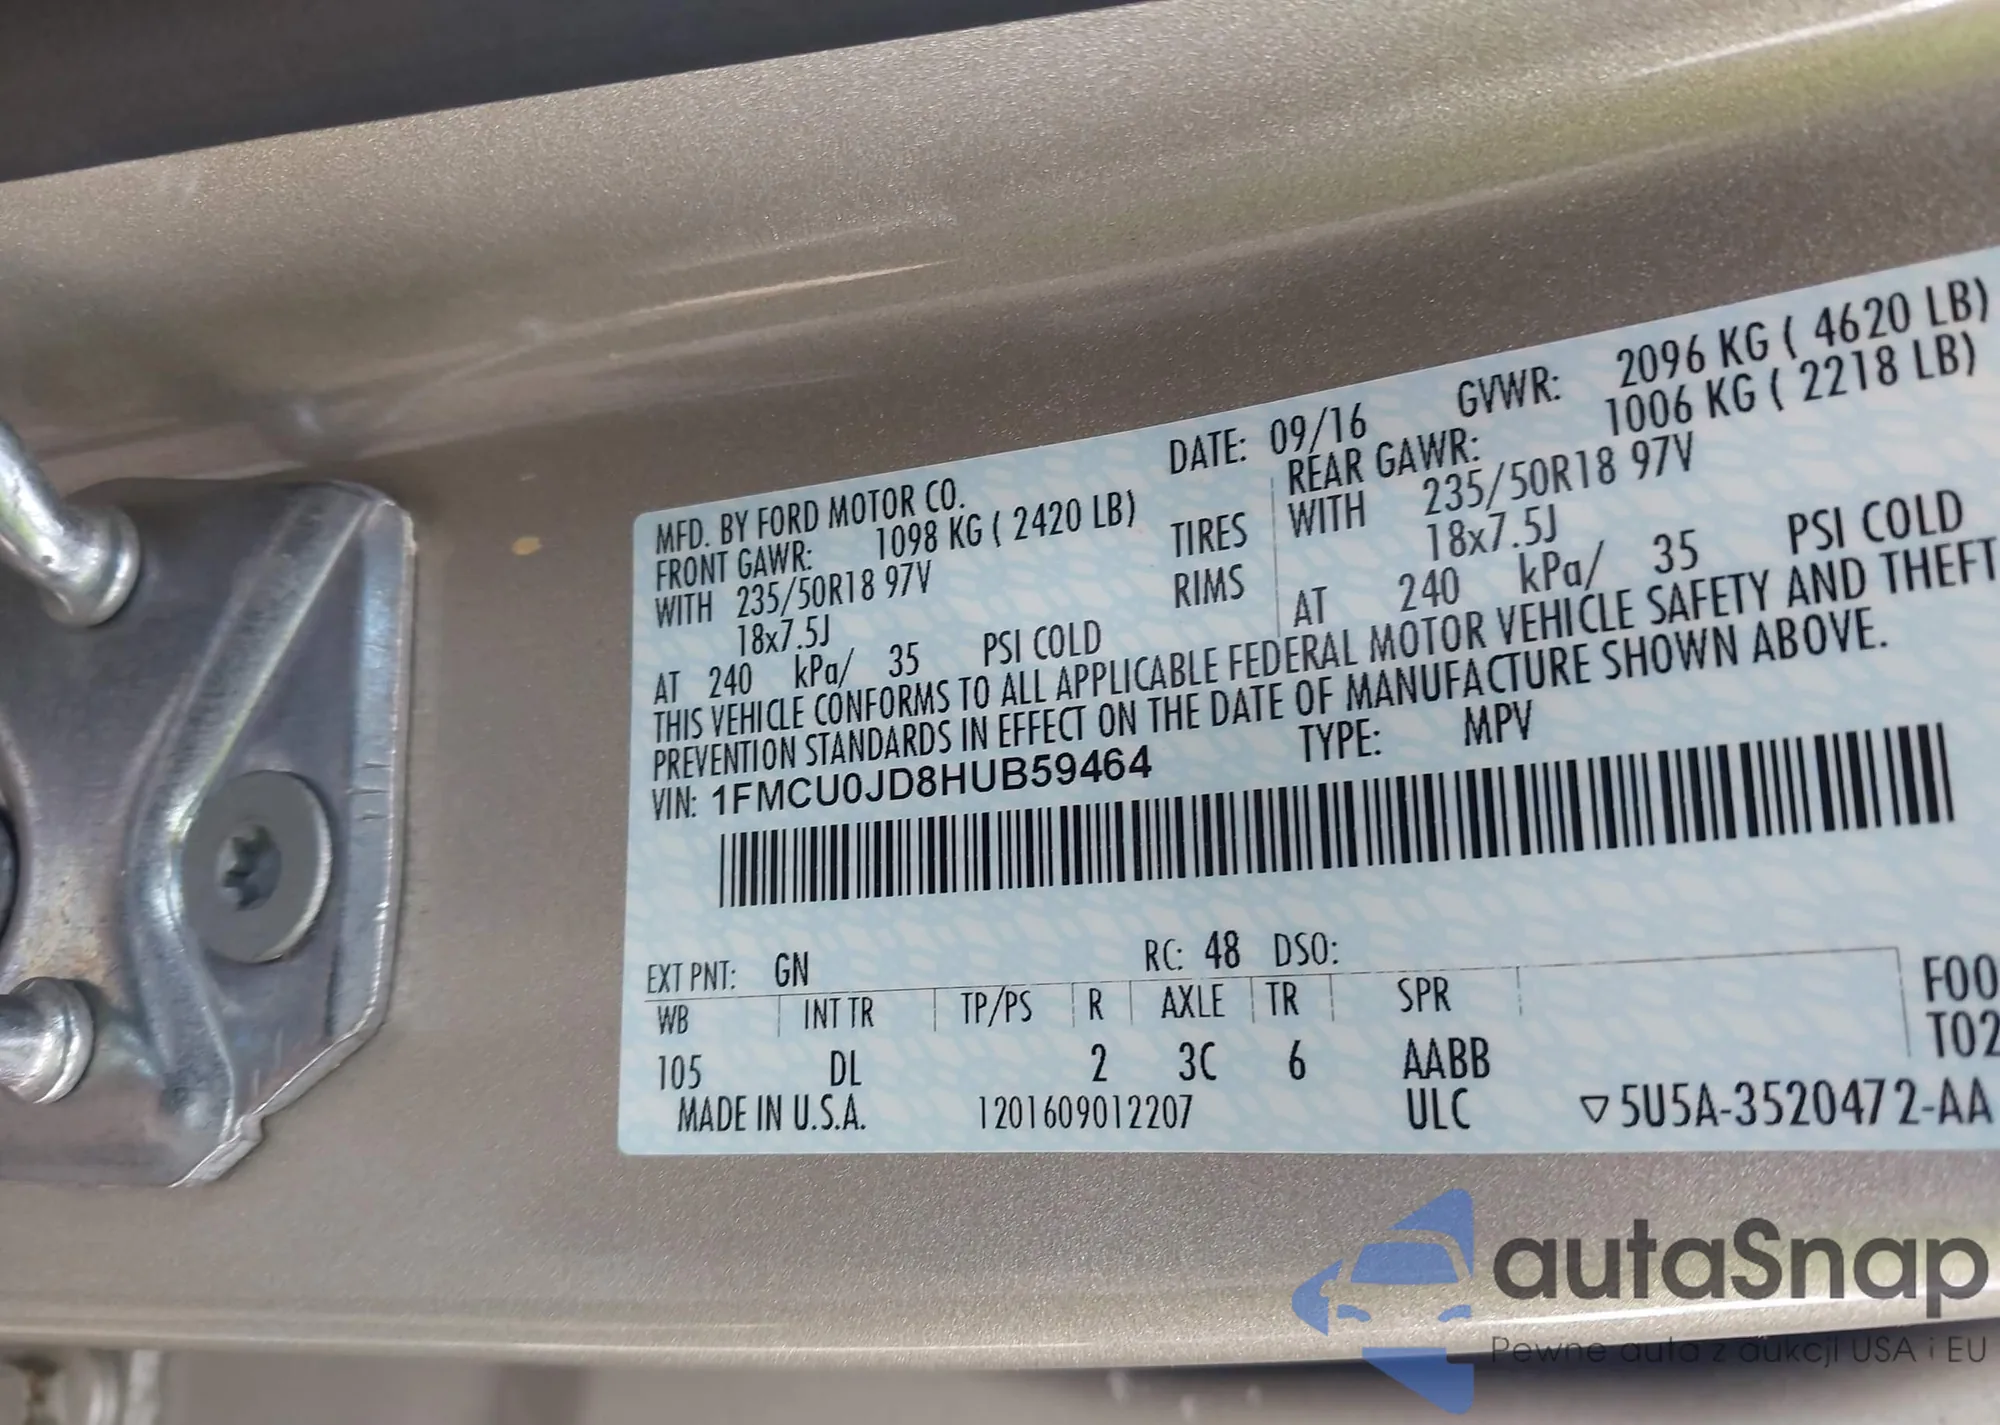 MFD. BY FORD MOTOR CO. DATE: 09/16 GVWR: 2096 KG ( 4620 LB)
FRONT GAWR: 1098 KG ( 2420 LB) REAR GAWR: 1006 KG ( 2218 LB)
WITH 235/50R18 97V TIRES WITH 235/50R18 97V
18x7.5J RIMS 18x7.5J
AT 240 kPa/ 35 PSI COLD AT 240 kPa/ 35 PSI COLD
THIS VEHICLE CONFORMS TO ALL APPLICABLE FEDERAL MOTOR VEHICLE SAFETY AND THEFT
PREVENTION STANDARDS IN EFFECT ON THE DATE OF MANUFACTURE SHOWN ABOVE.
VIN: 1FMCU0JD8HUB59464 TYPE: MPV
EXT PNT: GN RC: 48 DSO:
WB INT TR TP/PS R AXLE TR SPR F00
105 DL 2 3C 6 AABB T02
MADE IN U.S.A. 1201609012207 ULC ▽5U5A-3520472-AA
autaSnap
Pewne auta z aukcji USA i EU